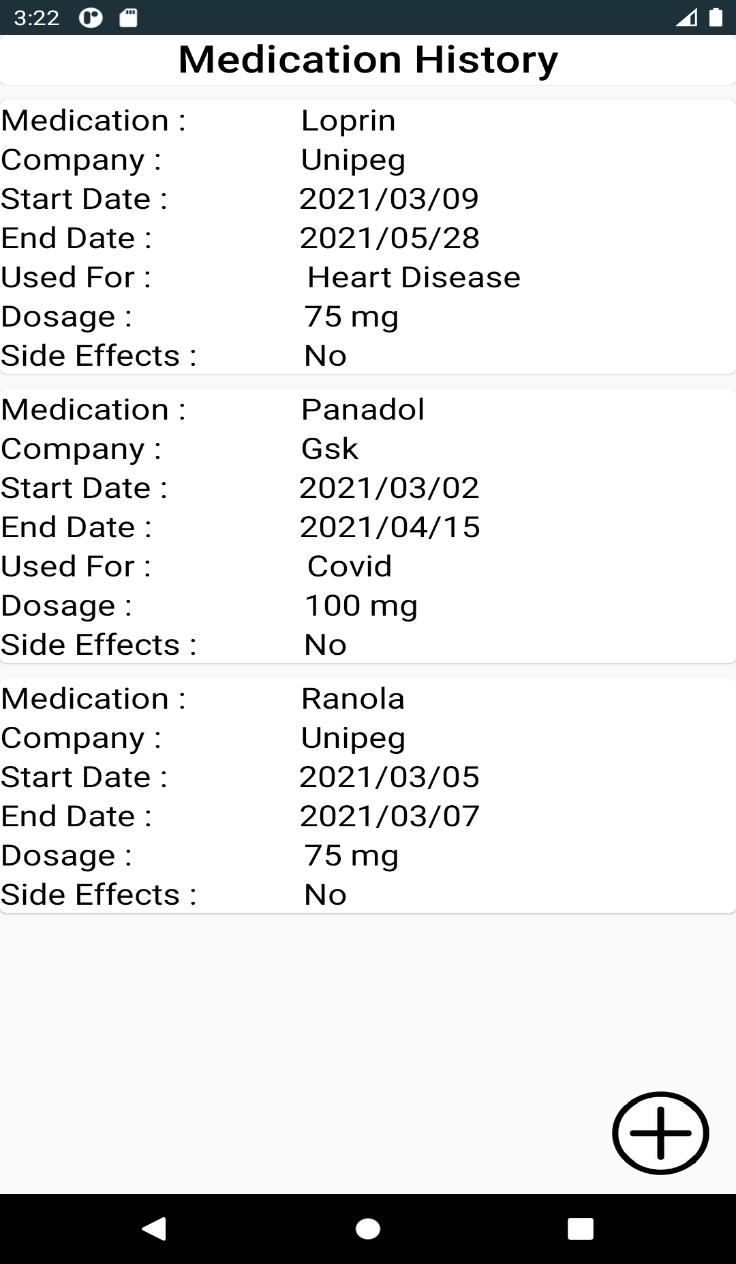 3:22
Medication History
Medication : Loprin
Company : Unipeg
Start Date : 2021/03/09
End Date : 2021/05/28
Used For : Heart Disease
Dosage : 75 mg
Side Effects : No
Medication : Panadol
Company : Gsk
Start Date : 2021/03/02
End Date : 2021/04/15
Used For : Covid
Dosage : 100 mg
Side Effects : No
Medication : Ranola
Company : Unipeg
Start Date : 2021/03/05
End Date : 2021/03/07
Dosage : 75 mg
Side Effects : No